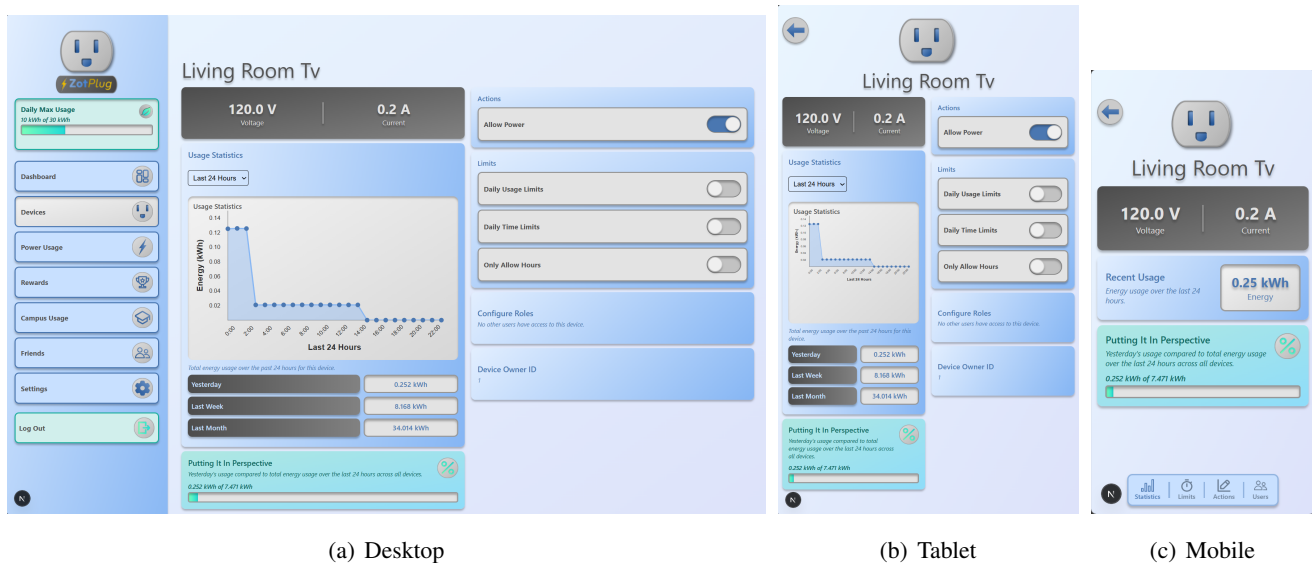 ZotPlug
Daily Max Usage
10 kWh of 30 kWh
Dashboard
Devices
Power Usage
Rewards
Campus Usage
Friends
Settings
Log Out
N
Living Room Tv
120.0 V
Voltage
0.2 A
Current
Usage Statistics
Last 24 Hours
Usage Statistics
Energy (kWh)
0.14
0.12
0.10
0.08
0.06
0.04
0.02
0:00 2:00 4:00 6:00 8:00 10:00 12:00 14:00 16:00 18:00 20:00 22:00
Last 24 Hours
Total energy usage over the past 24 hours for this device.
Yesterday 0.252 kWh
Last Week 8.168 kWh
Last Month 34.014 kWh
Putting It In Perspective
Yesterday's usage compared to total energy usage over the last 24 hours across all devices.
0.252 kWh of 7.471 kWh
%
Actions
Allow Power
Limits
Daily Usage Limits
Daily Time Limits
Only Allow Hours
Configure Roles
No other users have access to this device.
Device Owner ID
1
(a) Desktop
Living Room Tv
120.0 V
Voltage
0.2 A
Current
Usage Statistics
Last 24 Hours
Usage Statistics
Energy (kWh)
Last 24 Hours
Total energy usage over the past 24 hours for this
device.
Yesterday 0.252 kWh
Last Week 8.168 kWh
Last Month 34.014 kWh
Putting It In Perspective
Yesterday's usage compared to total
energy usage over the last 24 hours across
all devices.
0.252 kWh of 7.471 kWh
%
N
Actions
Allow Power
Limits
Daily Usage Limits
Daily Time Limits
Only Allow Hours
Configure Roles
No other users have access to this device.
Device Owner ID
1
(b) Tablet
Living Room Tv
120.0 V
Voltage
0.2 A
Current
Recent Usage
Energy usage over the last 24
hours.
0.25 kWh
Energy
Putting It In Perspective
Yesterday's usage compared to total energy usage
over the last 24 hours across all devices.
0.252 kWh of 7.471 kWh
%
N
Statistics
Limits
Actions
Users
(c) Mobile